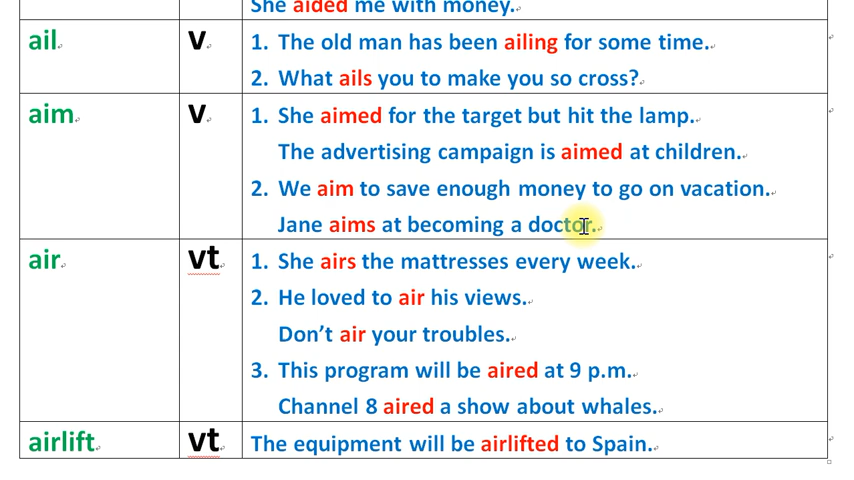 She aided me with money.
ail v 1. The old man has been ailing for some time.
2. What ails you to make you so cross?
aim v 1. She aimed for the target but hit the lamp.
The advertising campaign is aimed at children.
2. We aim to save enough money to go on vacation.
Jane aims at becoming a doctor.
air vt 1. She airs the mattresses every week.
2. He loved to air his views.
Don't air your troubles.
3. This program will be aired at 9 p.m.
Channel 8 aired a show about whales.
airlift vt The equipment will be airlifted to Spain.